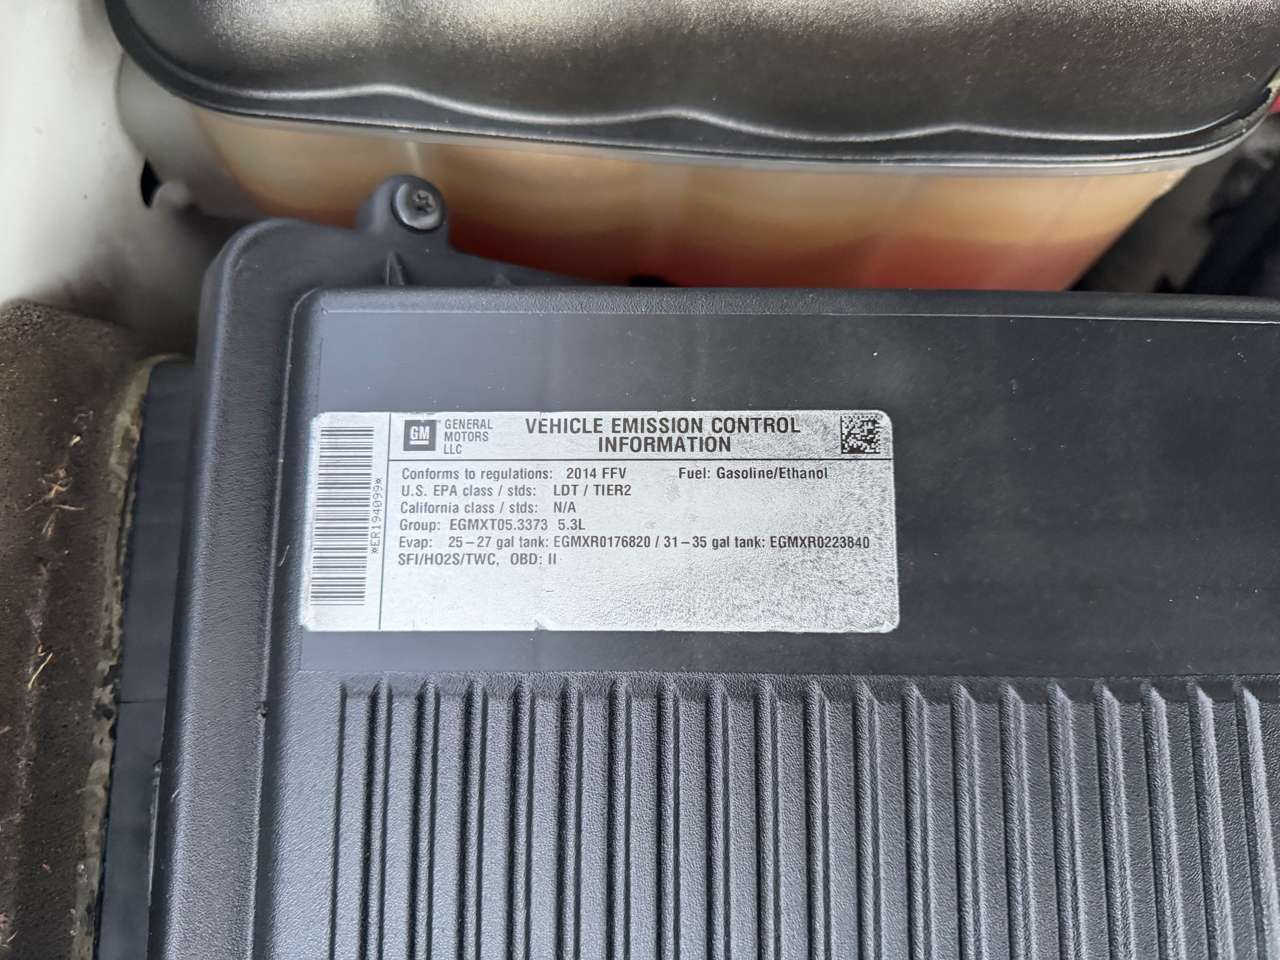 GM
GENERAL
MOTORS
LLC
VEHICLE EMISSION CONTROL
INFORMATION
Conforms to regulations: 2014 FFV Fuel: Gasoline/Ethanol
U.S. EPA class / stds: LDT / TIER2
California class / stds: N/A
Group: EGMXT05.3373 5.3L
Evap: 25–27 gal tank: EGMXR0176820 / 31–35 gal tank: EGMXR0223840
SFI/HO2S/TWC, OBD: II
*ER194099*